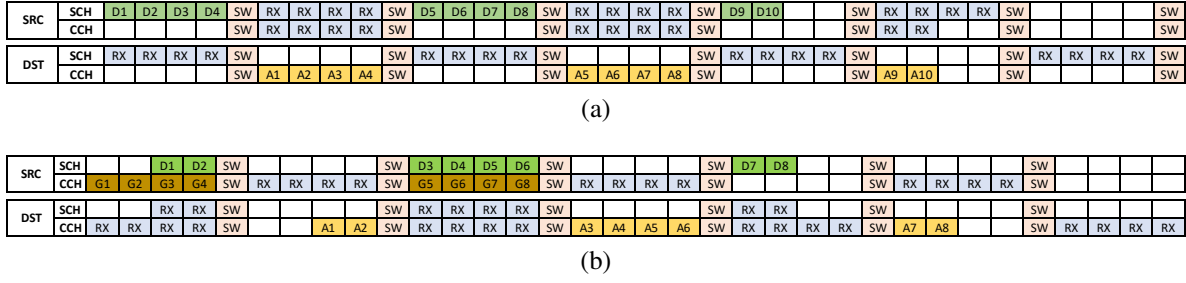 SRC
SCH D1 D2 D3 D4 SW RX RX RX RX SW D5 D6 D7 D8 SW RX RX RX RX SW D9 D10 SW RX RX RX RX SW SW
CCH SW RX RX RX RX SW SW RX RX RX RX SW SW RX RX SW SW
DST
SCH RX RX RX RX SW SW RX RX RX RX SW SW RX RX RX RX SW SW RX RX RX RX SW
CCH SW A1 A2 A3 A4 SW SW A5 A6 A7 A8 SW SW A9 A10 SW SW
(a)
SRC
SCH D1 D2 SW SW D3 D4 D5 D6 SW SW D7 D8 SW SW
CCH G1 G2 G3 G4 SW RX RX RX RX SW G5 G6 G7 G8 SW RX RX RX RX SW SW RX RX RX RX SW
DST
SCH RX RX SW SW RX RX RX RX SW SW RX RX SW SW
CCH RX RX RX RX SW A1 A2 SW RX RX RX RX SW A3 A4 A5 A6 SW RX RX RX RX SW A7 A8 SW RX RX RX RX
(b)